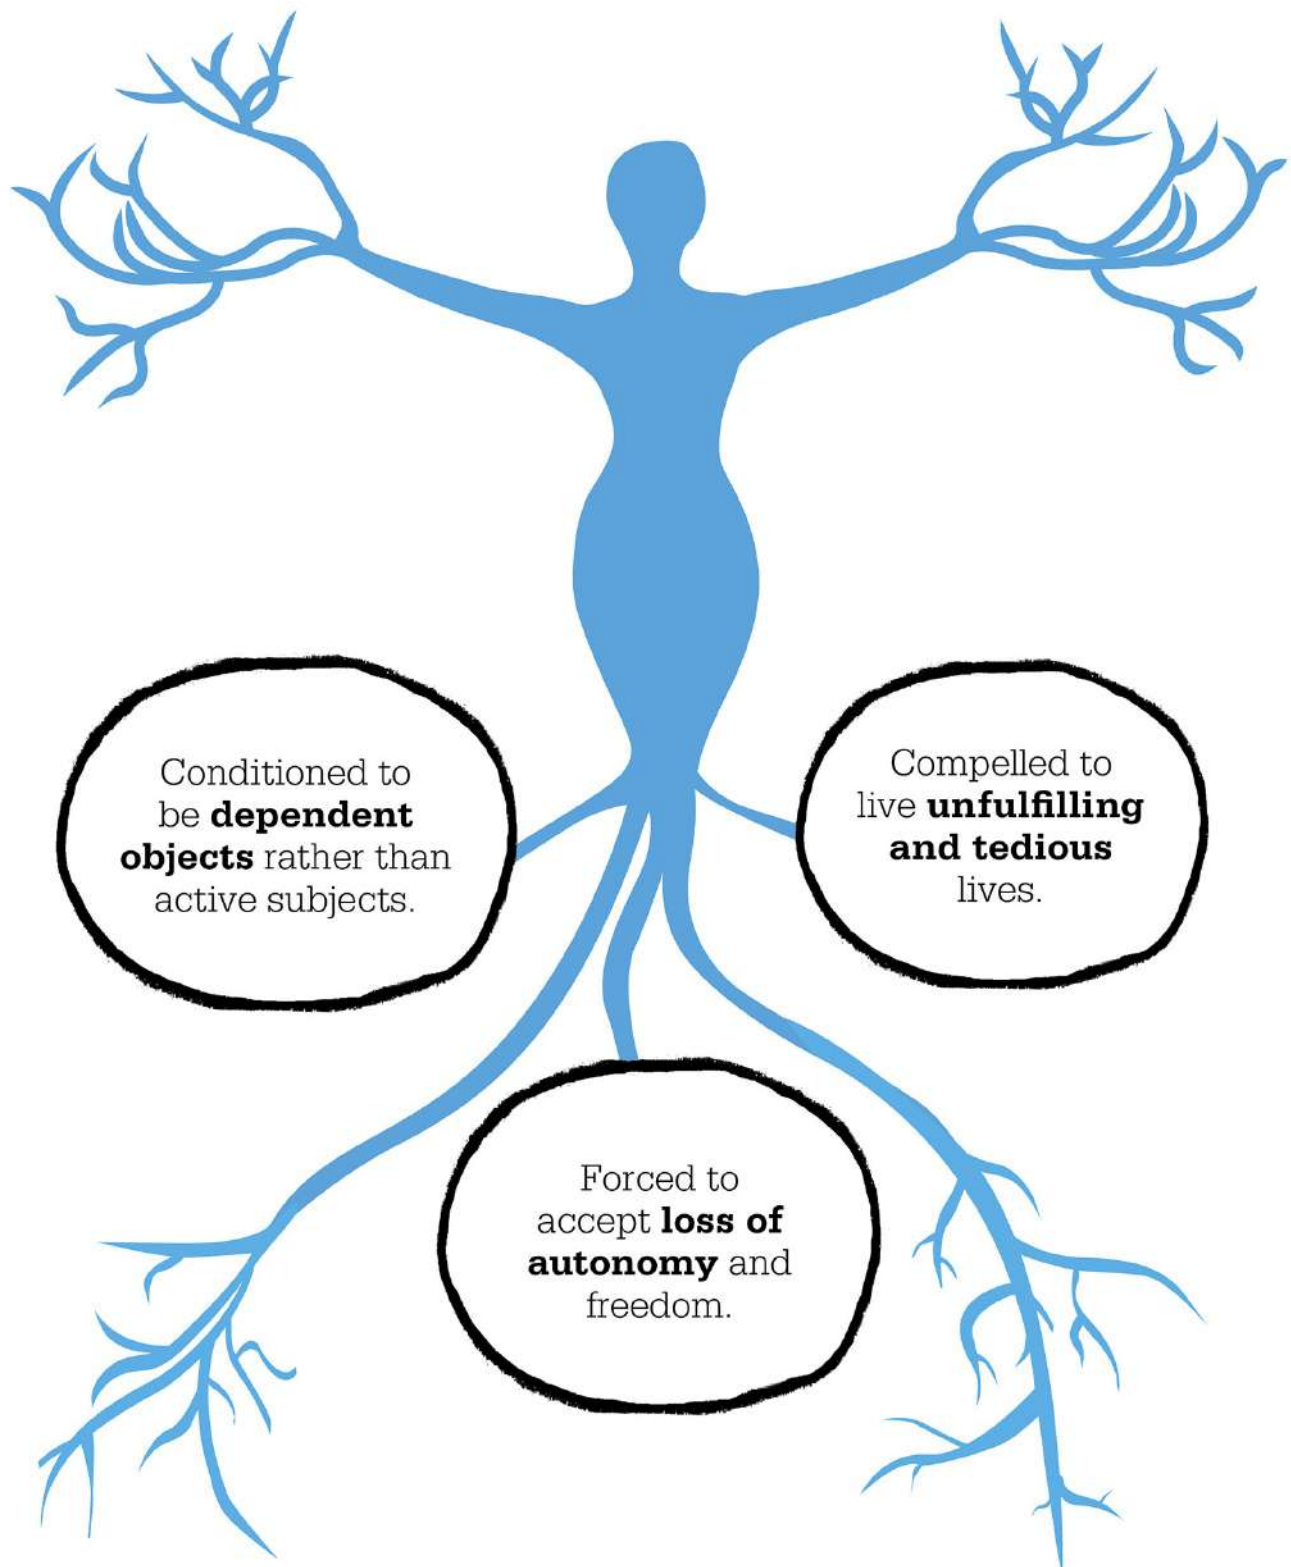 Conditioned to
be dependent
objects rather than
active subjects.
Compelled to
live unfulfilling
and tedious
lives.
Forced to
accept loss of
autonomy and
freedom.